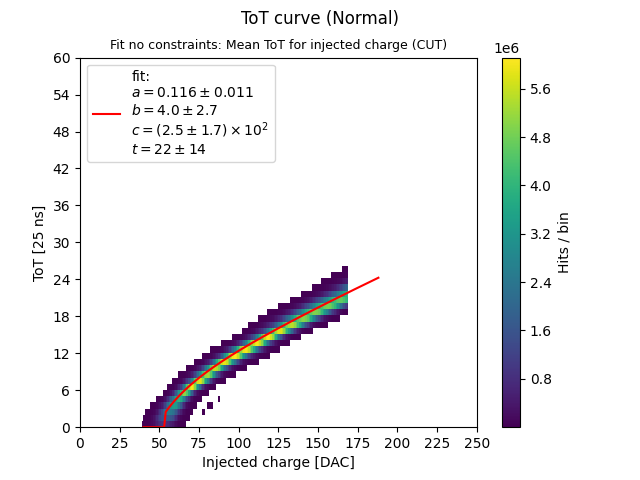 ToT curve (Normal)
Fit no constraints: Mean ToT for injected charge (CUT)
1e6
fit:
a = 0.116 ± 0.011
b = 4.0 ± 2.7
c = (2.5 ± 1.7) × 10²
t = 22 ± 14
60
54
48
42
36
30
24
18
12
6
0
ToT [25 ns]
0 25 50 75 100 125 150 175 200 225 250
Injected charge [DAC]
5.6
4.8
4.0
3.2
2.4
1.6
0.8
Hits / bin